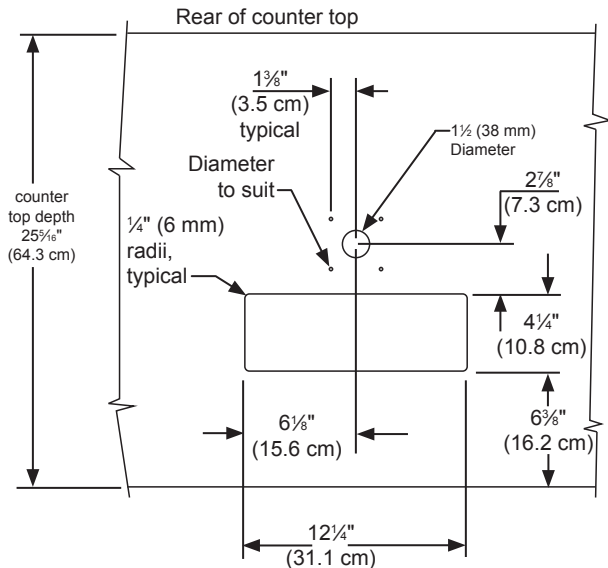 Rear of counter top
1⅜"
(3.5 cm)
typical
1½ (38 mm)
Diameter
Diameter
to suit
2⅞"
(7.3 cm)
counter
top depth
25⁵⁄₁₆"
(64.3 cm)
¼" (6 mm)
radii,
typical
4¼"
(10.8 cm)
6⅛"
(15.6 cm)
6⅜"
(16.2 cm)
12¼"
(31.1 cm)